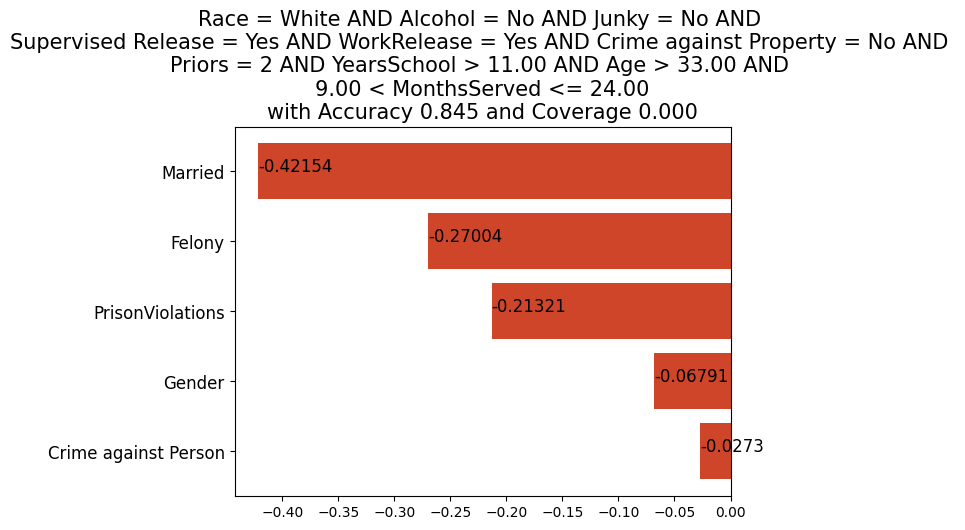 Race = White AND Alcohol = No AND Junky = No AND
Supervised Release = Yes AND WorkRelease = Yes AND Crime against Property = No AND
Priors = 2 AND YearsSchool > 11.00 AND Age > 33.00 AND
9.00 < MonthsServed <= 24.00
with Accuracy 0.845 and Coverage 0.000
Married -0.42154
Felony -0.27004
PrisonViolations -0.21321
Gender -0.06791
Crime against Person -0.0273
−0.40 −0.35 −0.30 −0.25 −0.20 −0.15 −0.10 −0.05 0.00